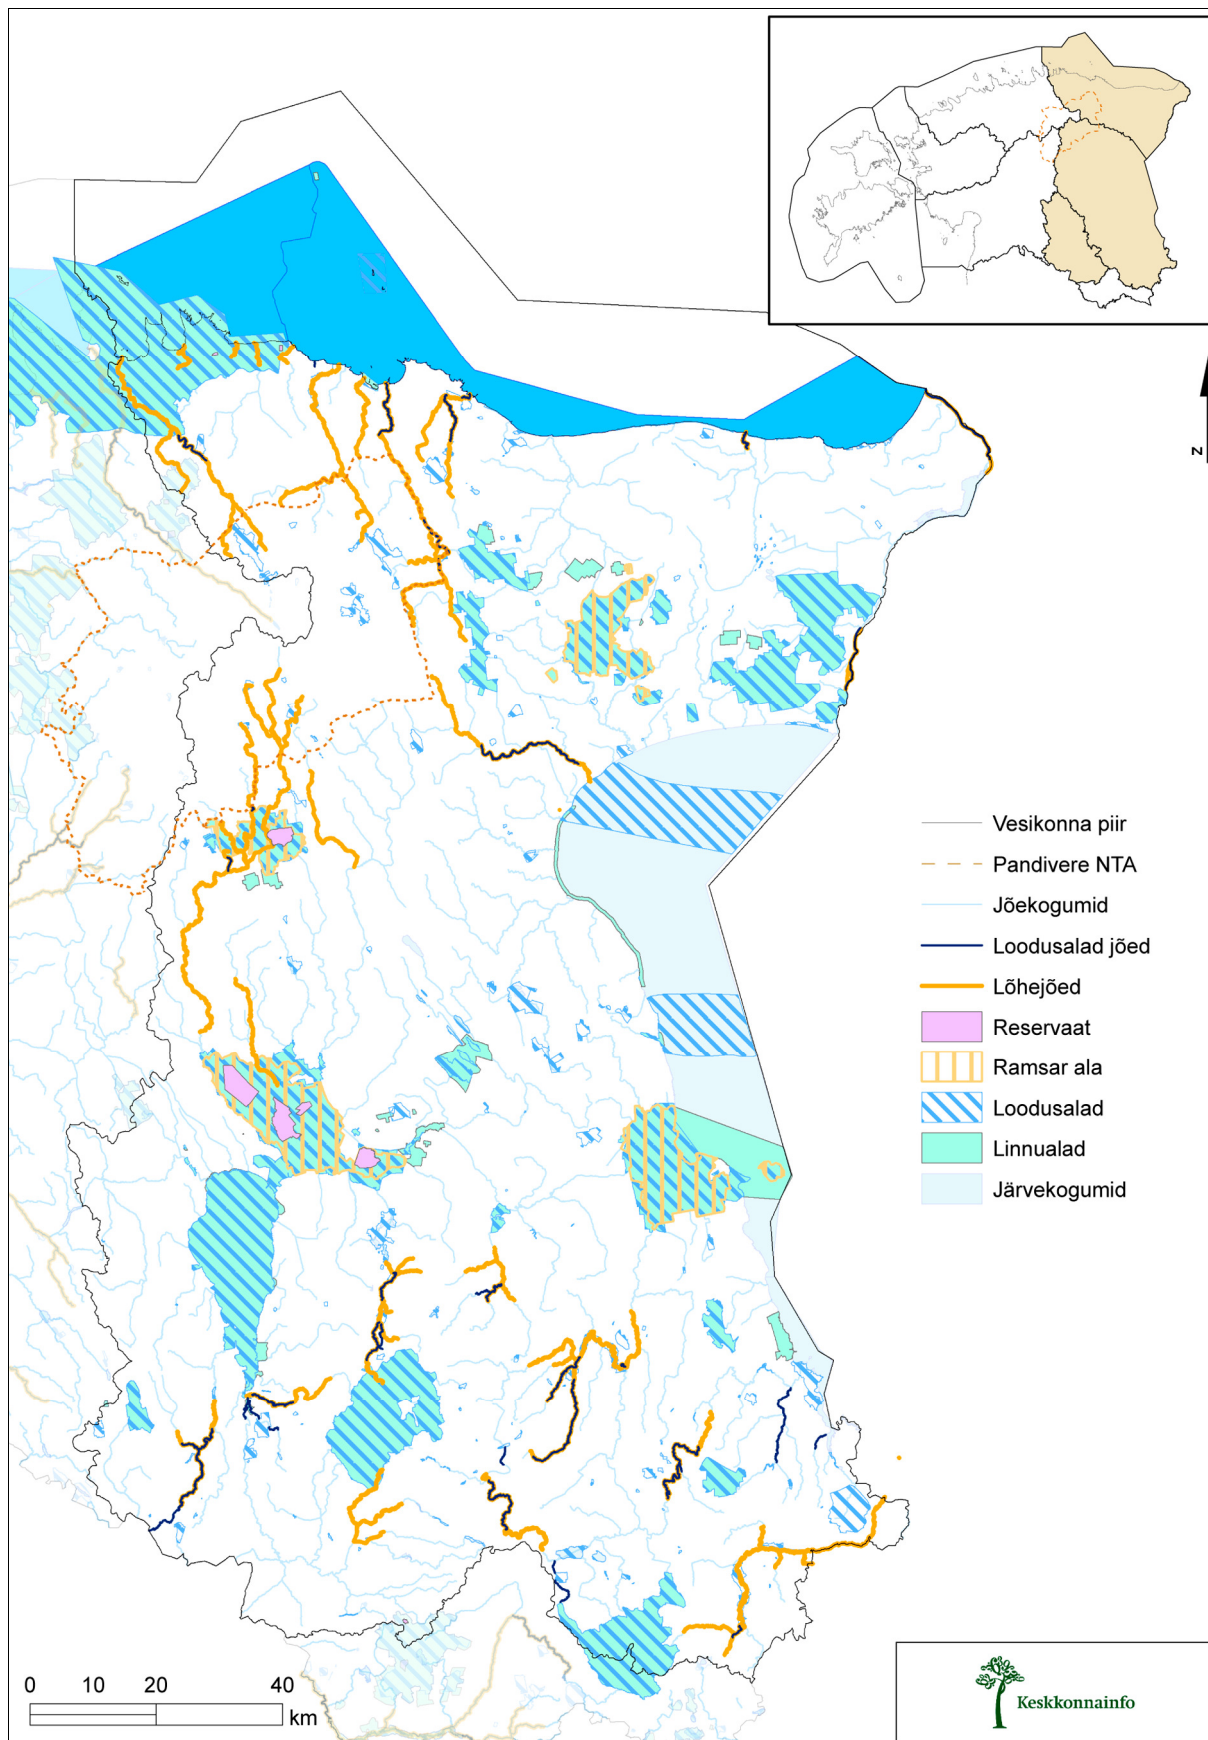 N
Vesikonna piir
Pandivere NTA
Jõekogumid
Loodusalad jõed
Lõhejõed
Reservaat
Ramsar ala
Loodusalad
Linnualad
Järvekogumid
0 10 20 40
km
Keskkonnainfo